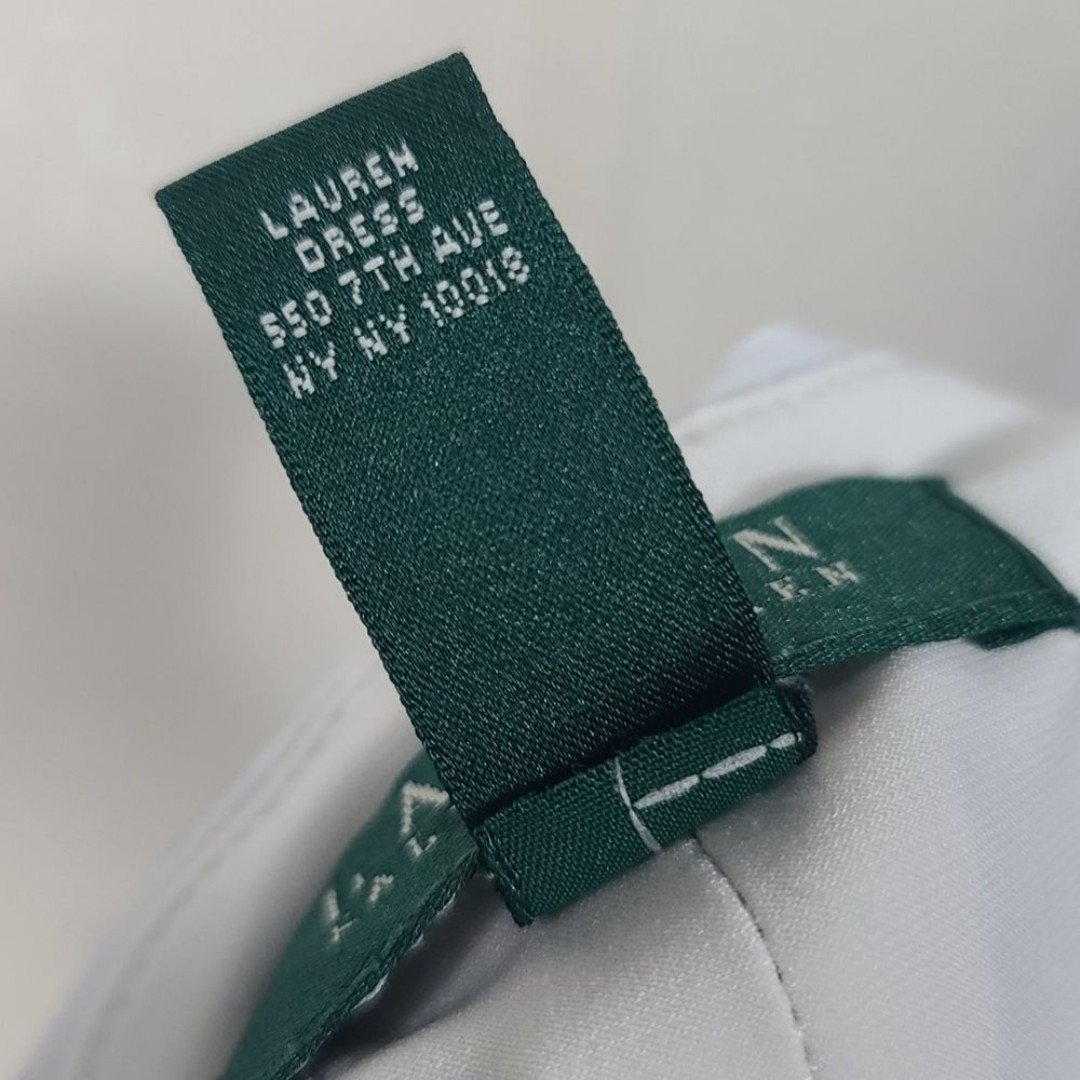 LAUREN
DRESS
550 7TH AVE
NY NY 10018